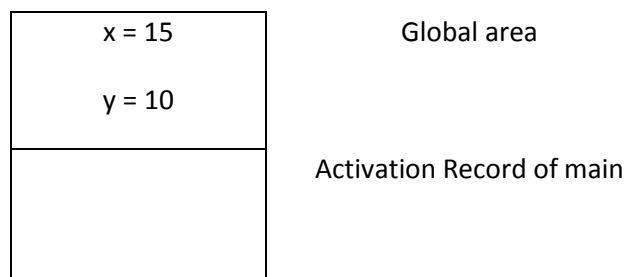 x = 15 Global area
y = 10
Activation Record of main